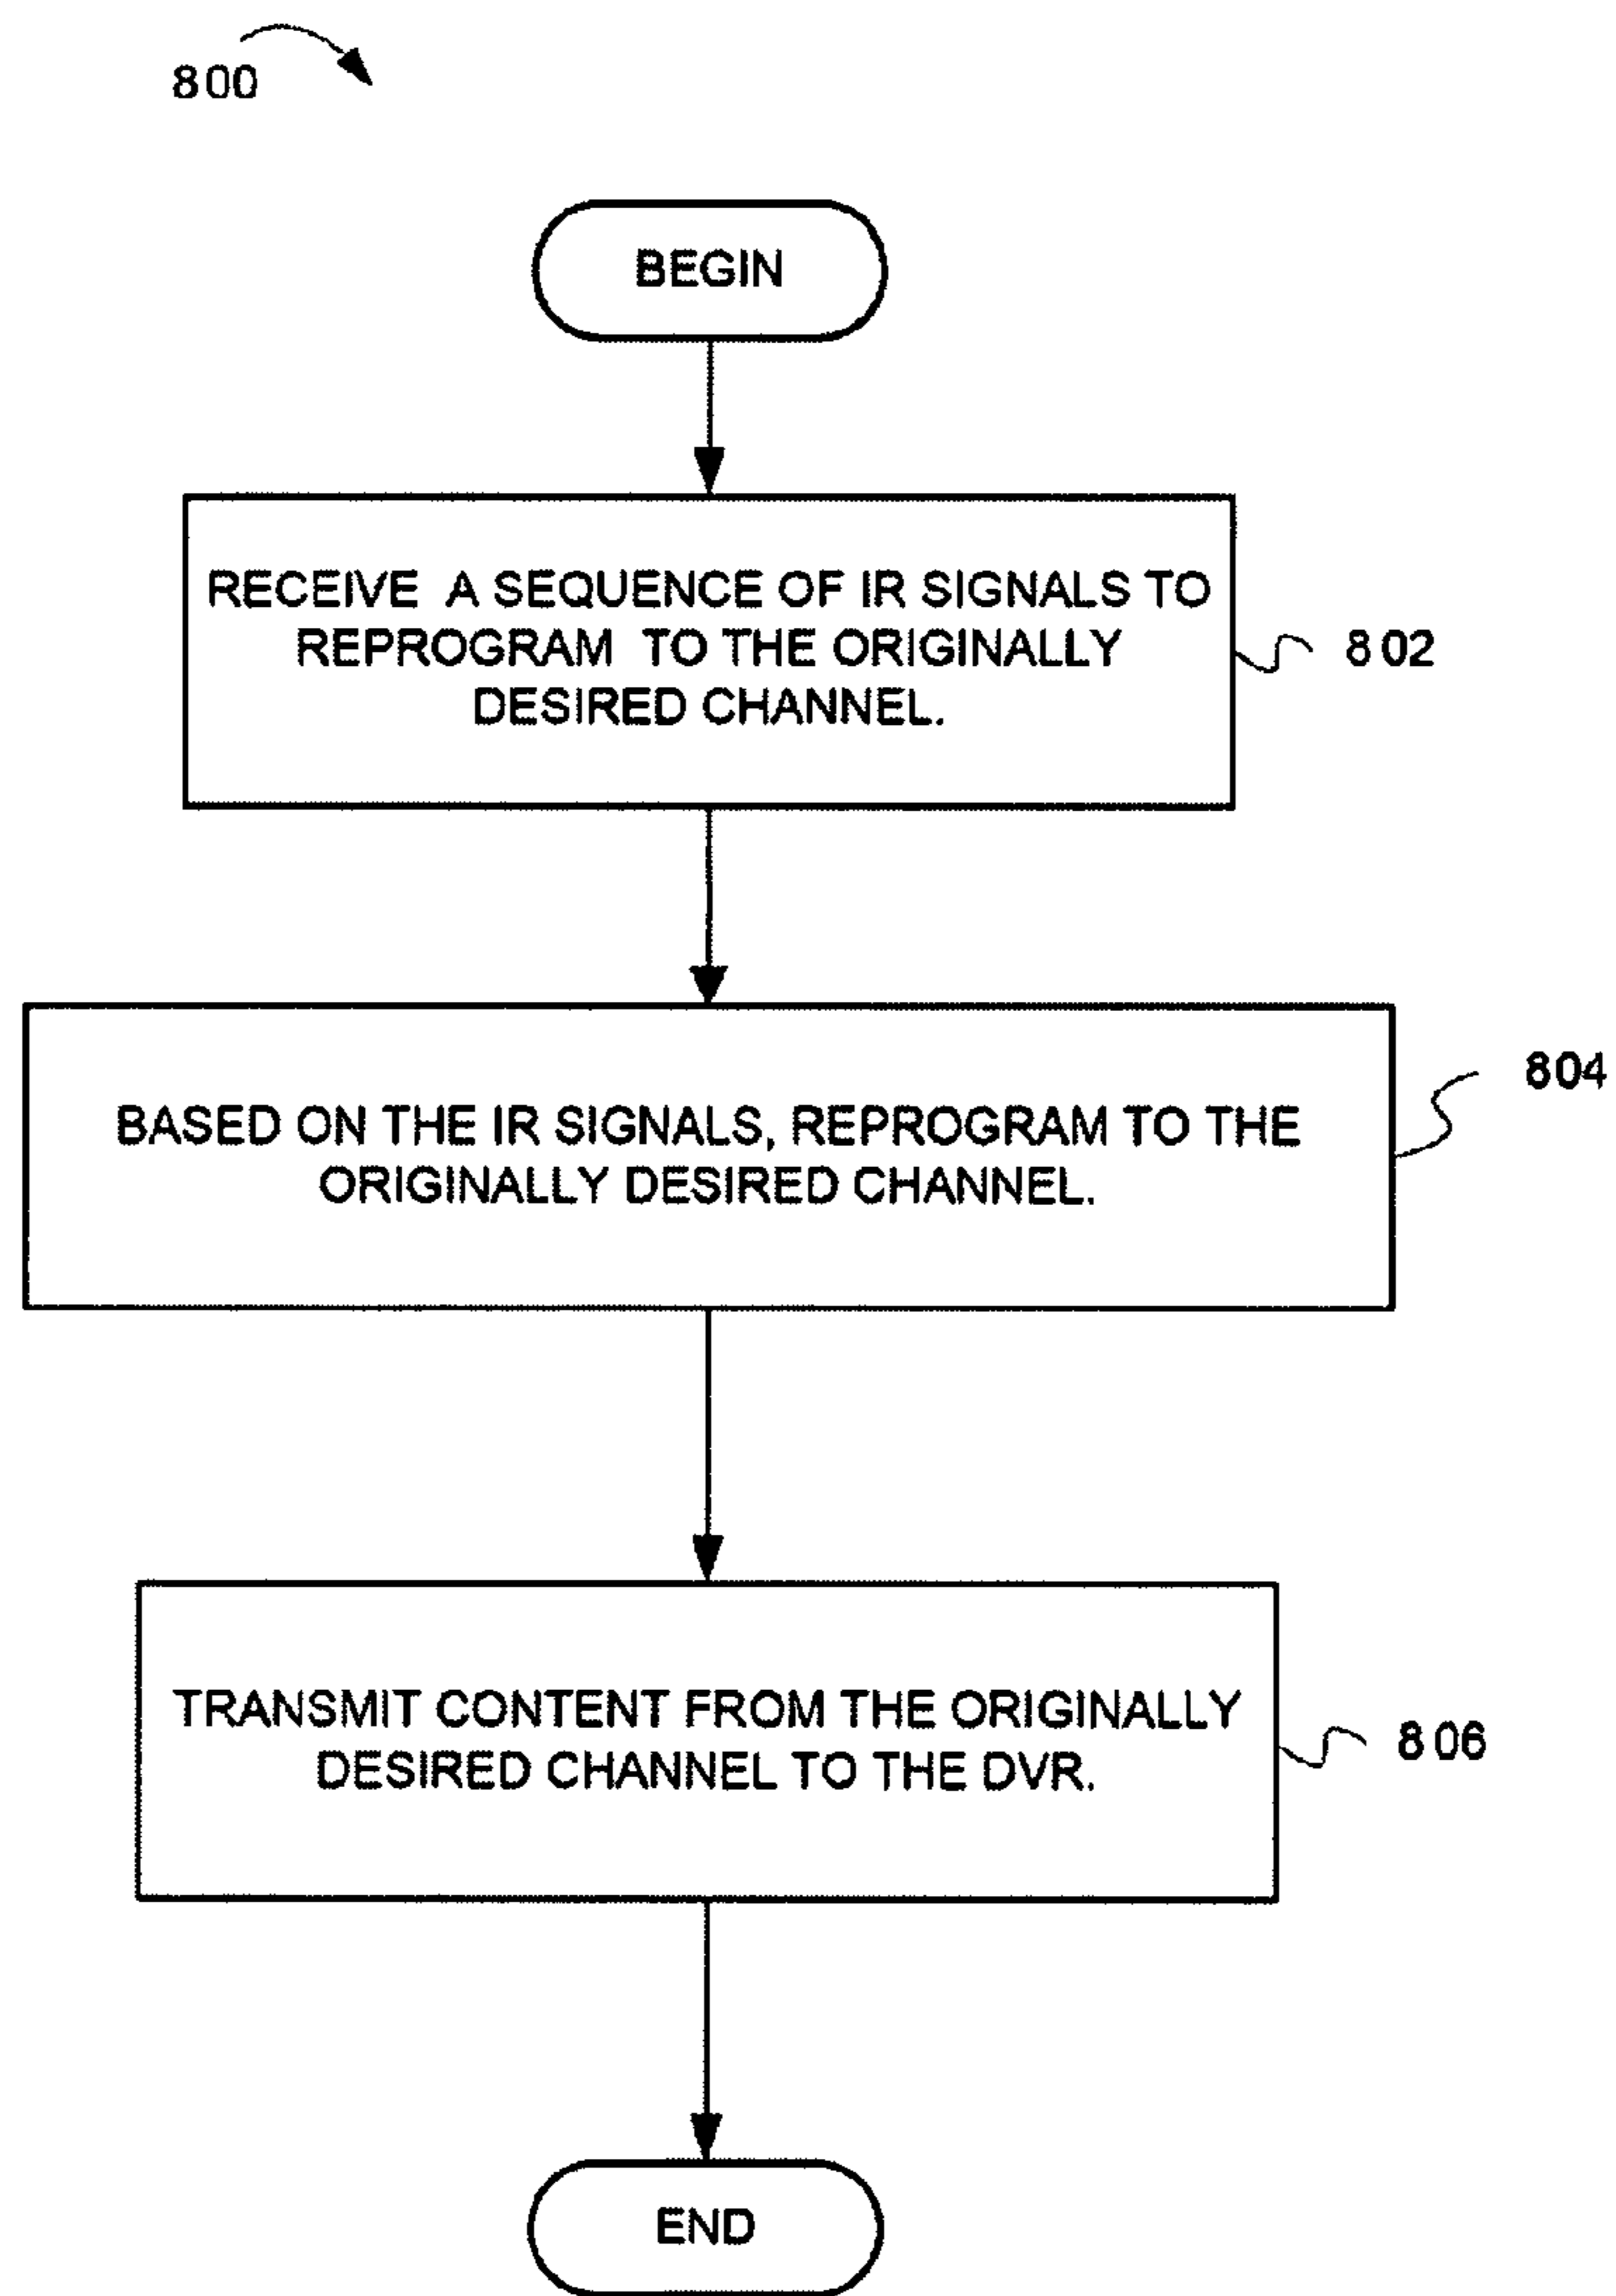 800
BEGIN
RECEIVE A SEQUENCE OF IR SIGNALS TO
REPROGRAM TO THE ORIGINALLY
DESIRED CHANNEL.
802
BASED ON THE IR SIGNALS, REPROGRAM TO THE
ORIGINALLY DESIRED CHANNEL.
804
TRANSMIT CONTENT FROM THE ORIGINALLY
DESIRED CHANNEL TO THE DVR.
806
END